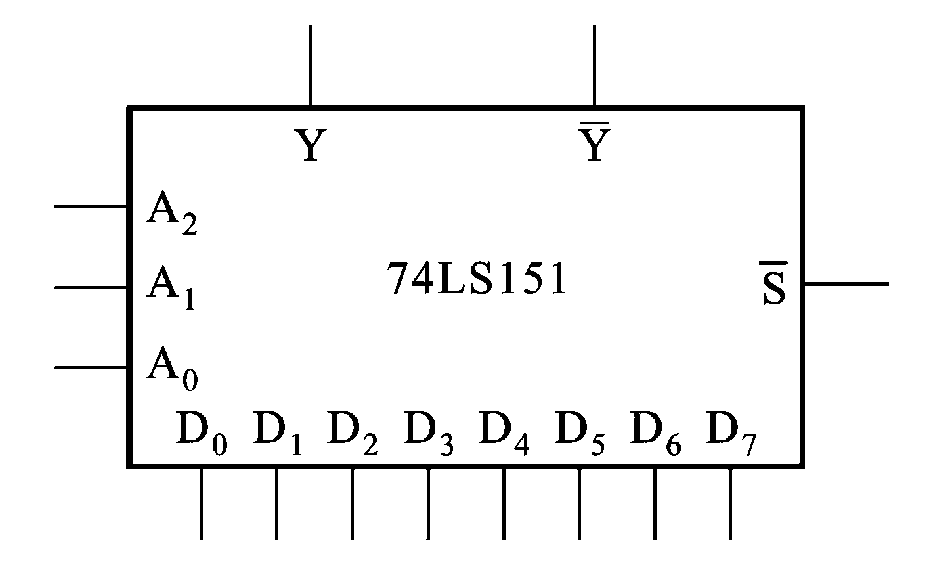 Y Y̅
A₂
74LS151 S̅
A₁
A₀
D₀ D₁ D₂ D₃ D₄ D₅ D₆ D₇